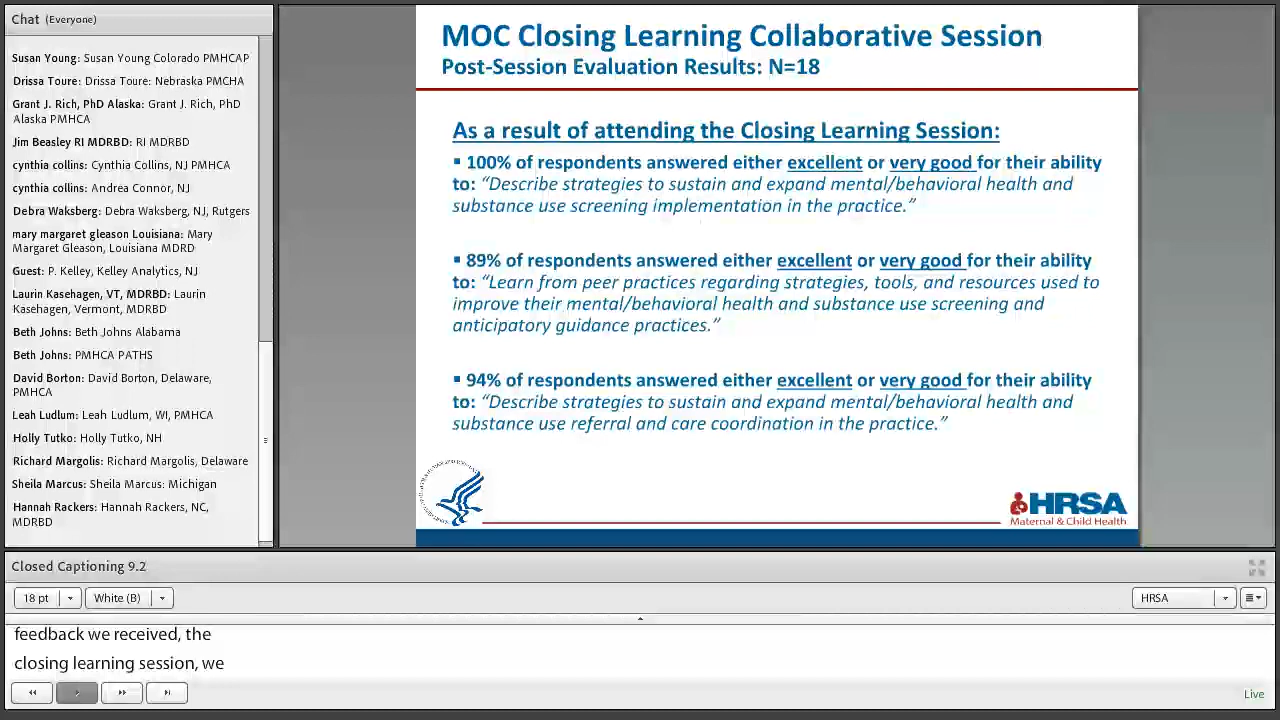 Chat (Everyone)
Susan Young: Susan Young Colorado PMHCAP
Drissa Toure: Drissa Toure: Nebraska PMCHA
Grant J. Rich, PhD Alaska: Grant J. Rich, PhD
Alaska PMHCA
Jim Beasley RI MDRBD: RI MDRBD
cynthia collins: Cynthia Collins, NJ PMHCA
cynthia collins: Andrea Connor, NJ
Debra Waksberg: Debra Waksberg, NJ, Rutgers
mary margaret gleason Louisiana: Mary
Margaret Gleason, Louisiana MDRD
Guest: P. Kelley, Kelley Analytics, NJ
Laurin Kasehagen, VT, MDRBD: Laurin
Kasehagen, Vermont, MDRBD
Beth Johns: Beth Johns Alabama
Beth Johns: PMHCA PATHS
David Borton: David Borton, Delaware,
PMHCA
Leah Ludlum: Leah Ludlum, WI, PMHCA
Holly Tutko: Holly Tutko, NH
Richard Margolis: Richard Margolis, Delaware
Sheila Marcus: Sheila Marcus: Michigan
Hannah Rackers: Hannah Rackers, NC,
MDRBD
MOC Closing Learning Collaborative Session
Post-Session Evaluation Results: N=18
As a result of attending the Closing Learning Session:
▪ 100% of respondents answered either excellent or very good for their ability
to: “Describe strategies to sustain and expand mental/behavioral health and
substance use screening implementation in the practice.”
▪ 89% of respondents answered either excellent or very good for their ability
to: “Learn from peer practices regarding strategies, tools, and resources used to
improve their mental/behavioral health and substance use screening and
anticipatory guidance practices.”
▪ 94% of respondents answered either excellent or very good for their ability
to: “Describe strategies to sustain and expand mental/behavioral health and
substance use referral and care coordination in the practice.”
HRSA
Maternal & Child Health
Closed Captioning 9.2
18 pt
White (B)
HRSA
feedback we received, the
closing learning session, we
Live